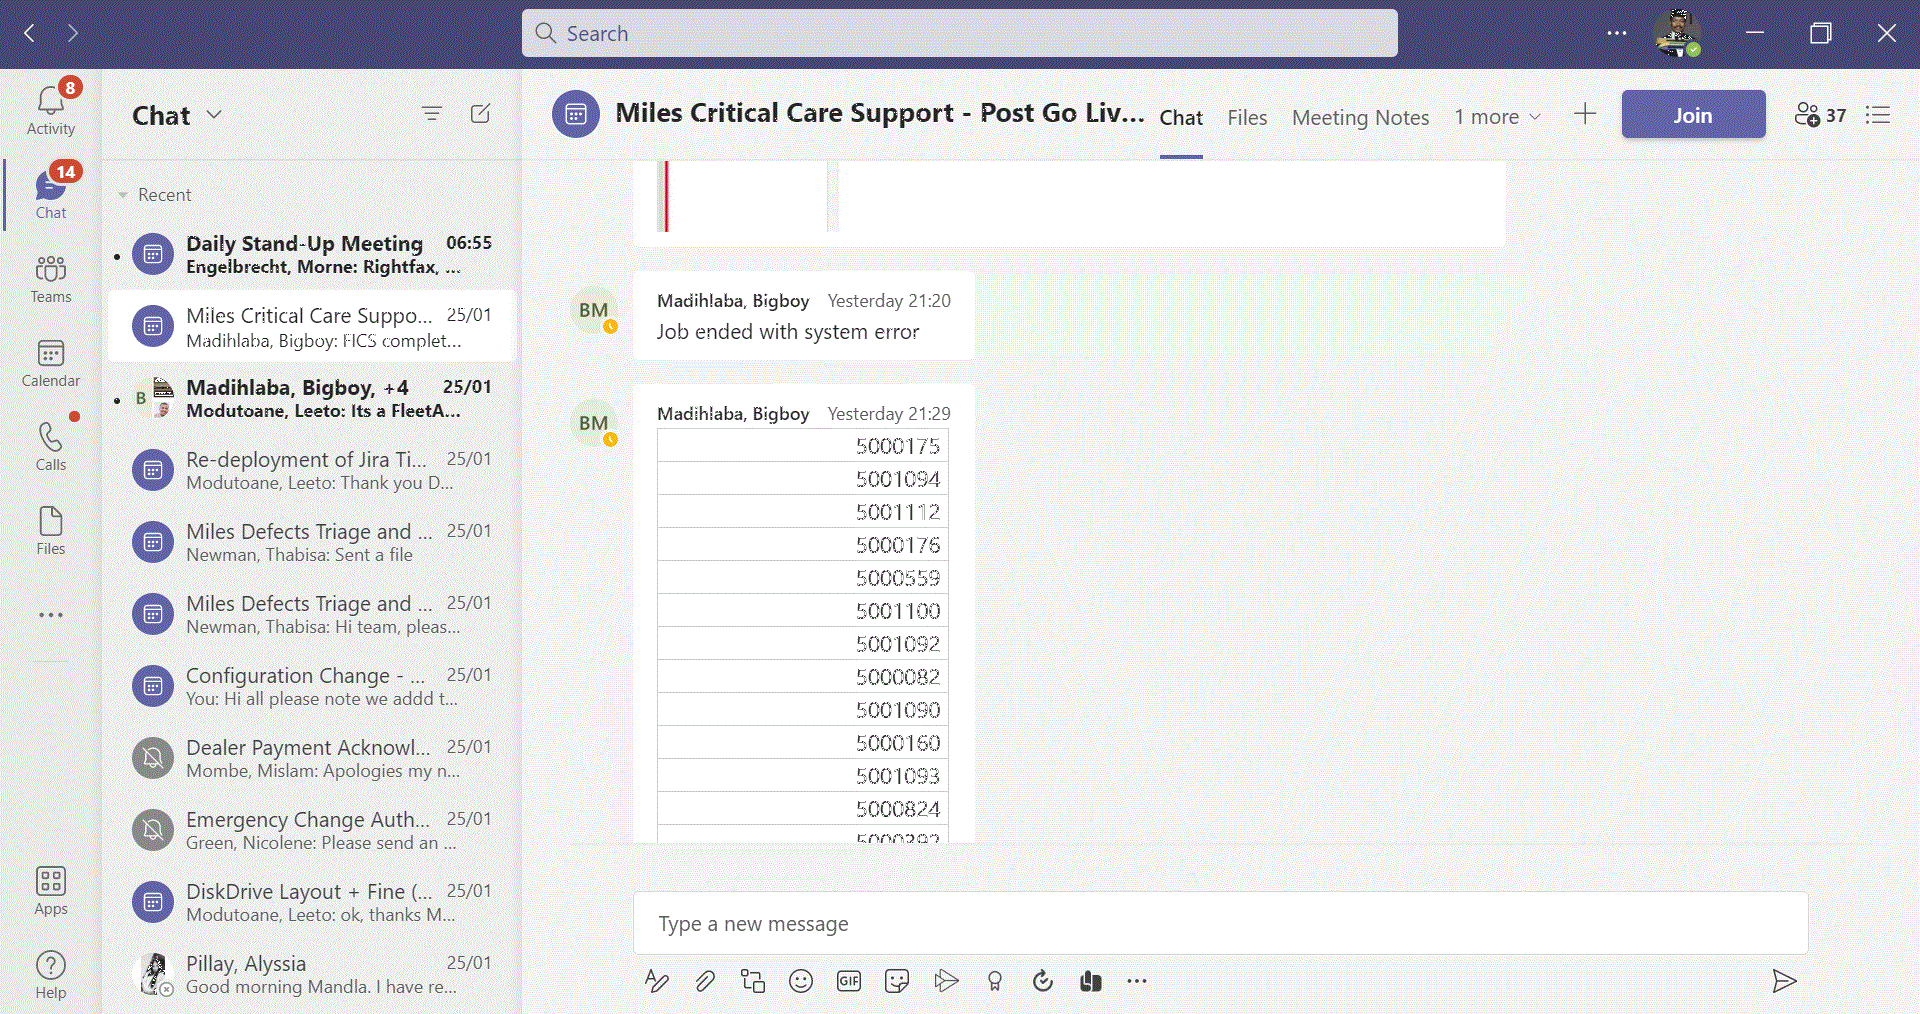 Search
8
Activity
14
Chat
Teams
Calendar
Calls
Files
Apps
Help
Chat
Recent
Daily Stand-Up Meeting 06:55
Engelbrecht, Morne: Rightfax, ...
Miles Critical Care Suppo... 25/01
Madihlaba, Bigboy: FICS complet...
B
Madihlaba, Bigboy, +4 25/01
Modutoane, Leeto: Its a FleetA...
Re-deployment of Jira Ti... 25/01
Modutoane, Leeto: Thank you D...
Miles Defects Triage and ... 25/01
Newman, Thabisa: Sent a file
Miles Defects Triage and ... 25/01
Newman, Thabisa: Hi team, pleas...
Configuration Change - ... 25/01
You: Hi all please note we addd t...
Dealer Payment Acknowl... 25/01
Mombe, Mislam: Apologies my n...
Emergency Change Auth... 25/01
Green, Nicolene: Please send an ...
DiskDrive Layout + Fine (... 25/01
Modutoane, Leeto: ok, thanks M...
Pillay, Alyssia 25/01
Good morning Mandla. I have re...
Miles Critical Care Support - Post Go Liv... Chat Files Meeting Notes 1 more Join 37
BM
Madihlaba, Bigboy Yesterday 21:20
Job ended with system error
BM
Madihlaba, Bigboy Yesterday 21:29
5000175
5001094
5001112
5000176
5000559
5001100
5001092
5000082
5001090
5000160
5001093
5000824
Type a new message
GIF